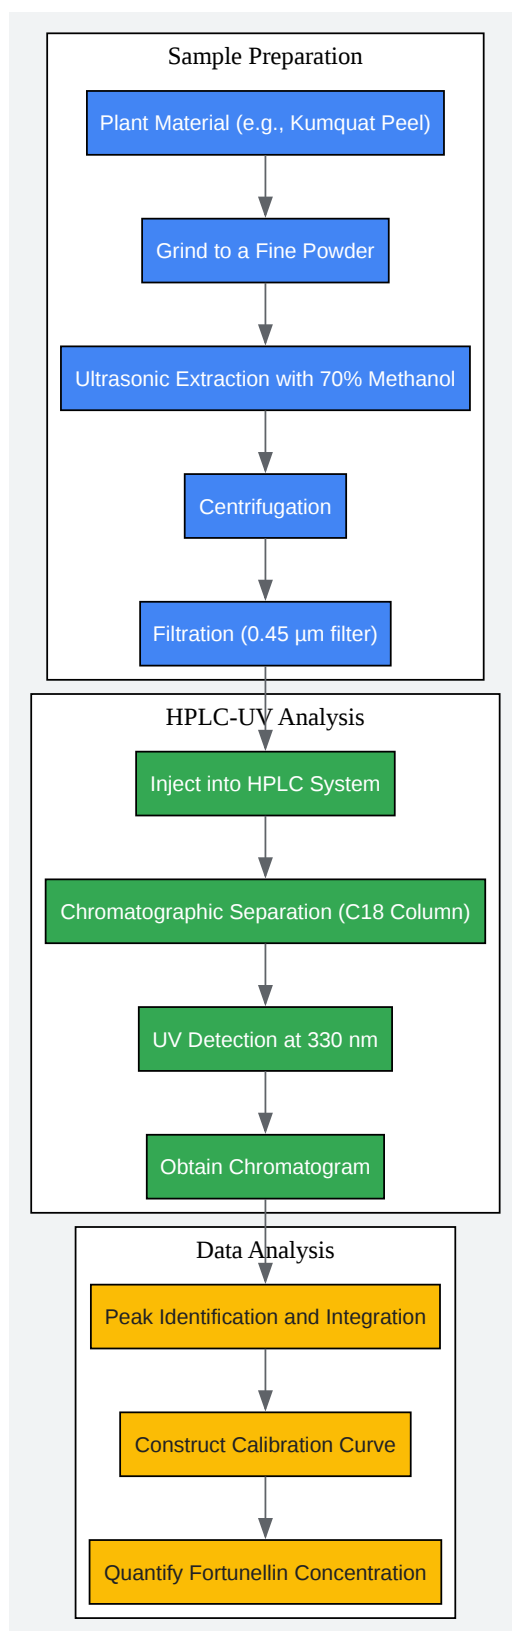 Sample Preparation
Plant Material (e.g., Kumquat Peel)
Grind to a Fine Powder
Ultrasonic Extraction with 70% Methanol
Centrifugation
Filtration (0.45 µm filter)
HPLC-UV Analysis
Inject into HPLC System
Chromatographic Separation (C18 Column)
UV Detection at 330 nm
Obtain Chromatogram
Data Analysis
Peak Identification and Integration
Construct Calibration Curve
Quantify Fortunellin Concentration